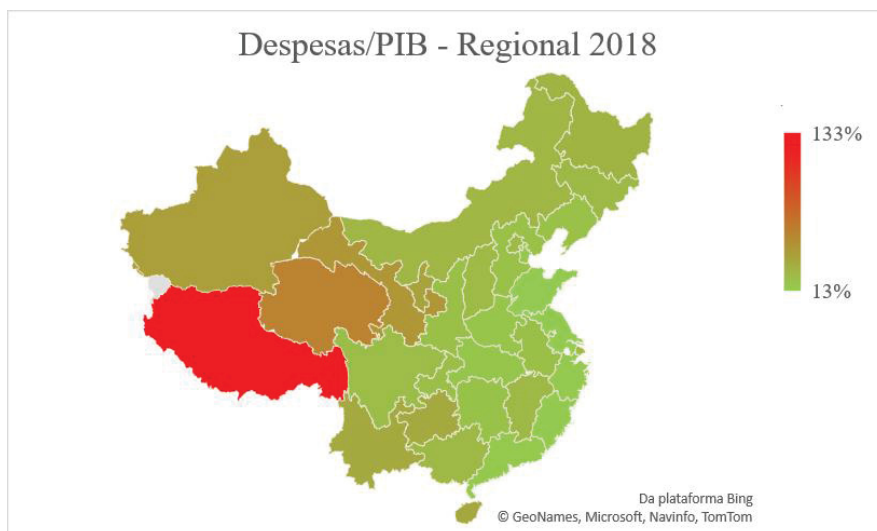 Despesas/PIB - Regional 2018
133%
13%
Da plataforma Bing
© GeoNames, Microsoft, Navinfo, TomTom